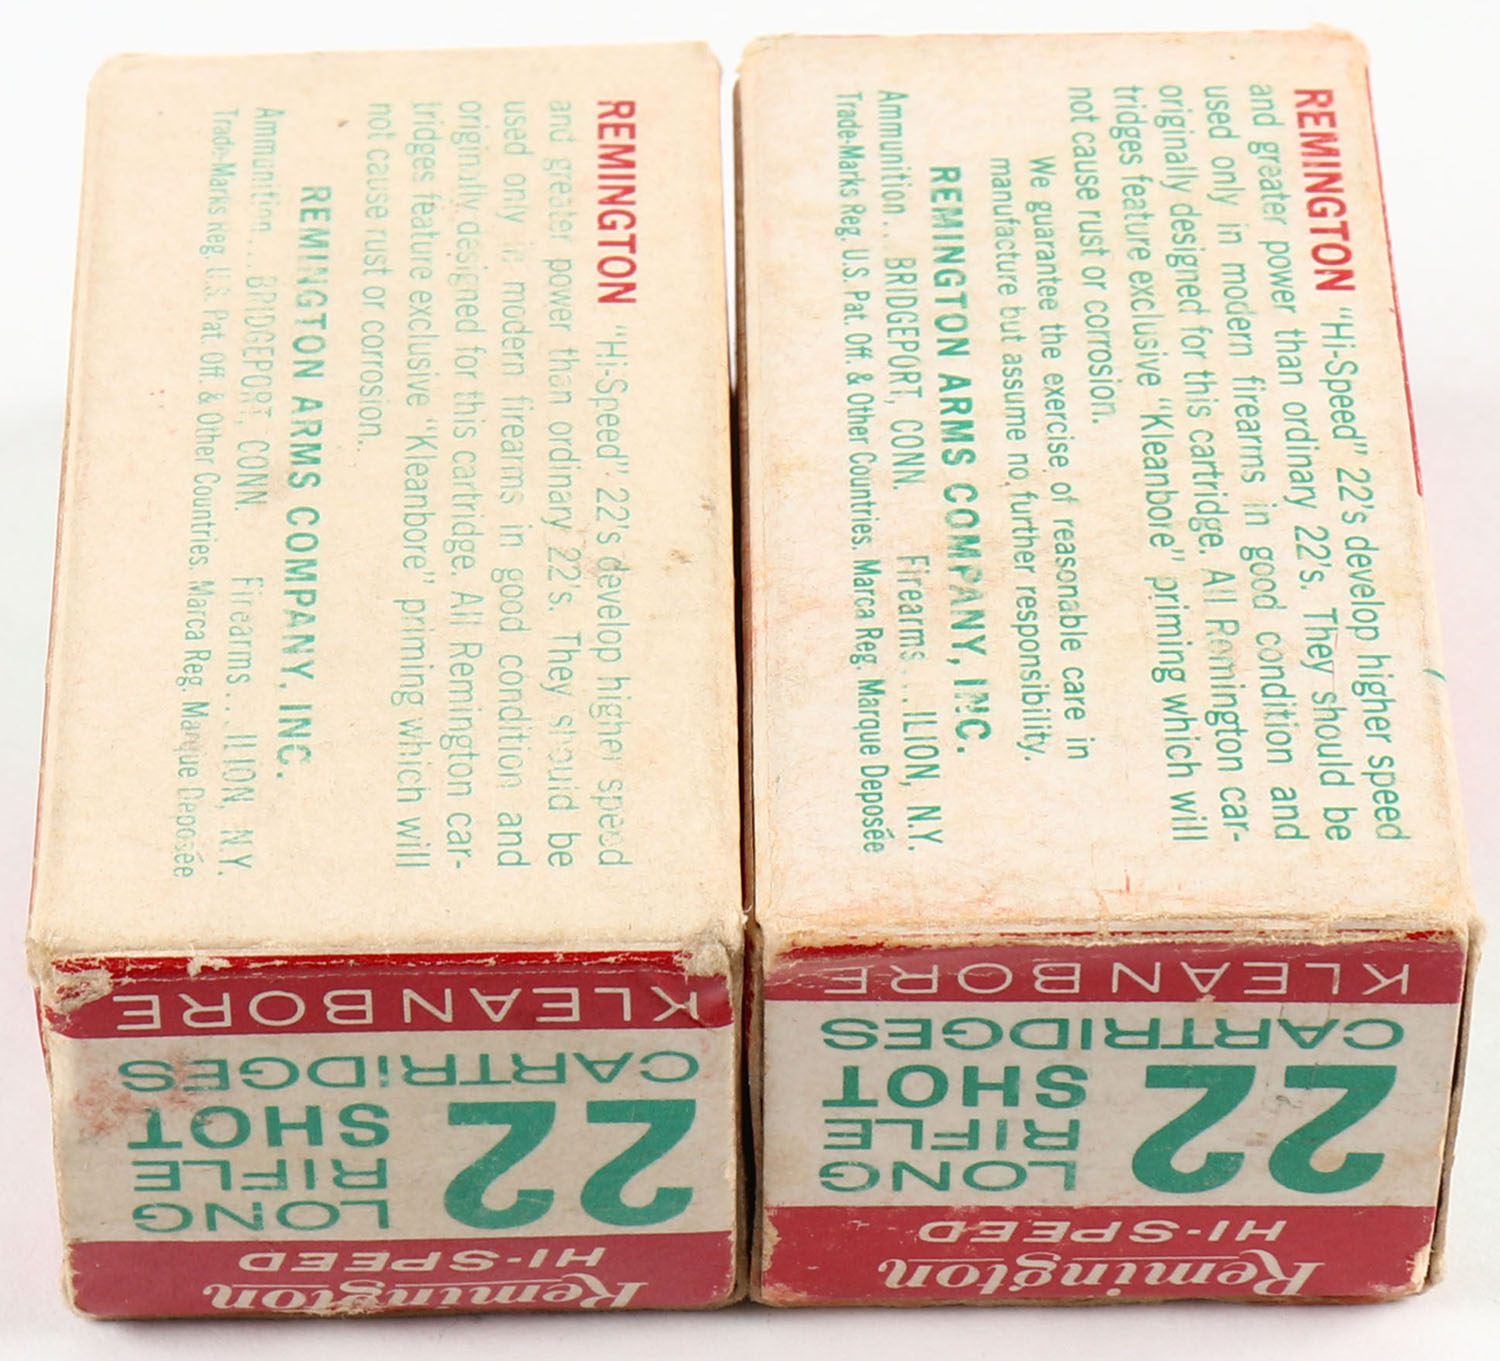 REMINGTON "Hi-Speed" 22's develop higher speed
and greater power than ordinary 22's. They should be
used only in modern firearms in good condition and
originally designed for this cartridge. All Remington car-
tridges feature exclusive "Kleanbore" priming which will
not cause rust or corrosion.
REMINGTON ARMS COMPANY, INC.
Ammunition... BRIDGEPORT, CONN. Firearms...ILION, N.Y.
Trade-Marks Reg. U.S. Pat. Off. & Other Countries. Marca Reg. Marque Deposée
Remington
HI-SPEED
22 LONG
RIFLE
SHOT
CARTRIDGES
KLEANBORE
REMINGTON "Hi-Speed" 22's develop higher speed
and greater power than ordinary 22's. They should be
used only in modern firearms in good condition and
originally designed for this cartridge. All Remington car-
tridges feature exclusive "Kleanbore" priming which will
not cause rust or corrosion.
We guarantee the exercise of reasonable care in
manufacture but assume no further responsibility.
REMINGTON ARMS COMPANY, INC.
Ammunition... BRIDGEPORT, CONN. Firearms...ILION, N.Y.
Trade-Marks Reg. U.S. Pat. Off. & Other Countries. Marca Reg. Marque Deposée
Remington
HI-SPEED
22 LONG
RIFLE
SHOT
CARTRIDGES
KLEANBORE